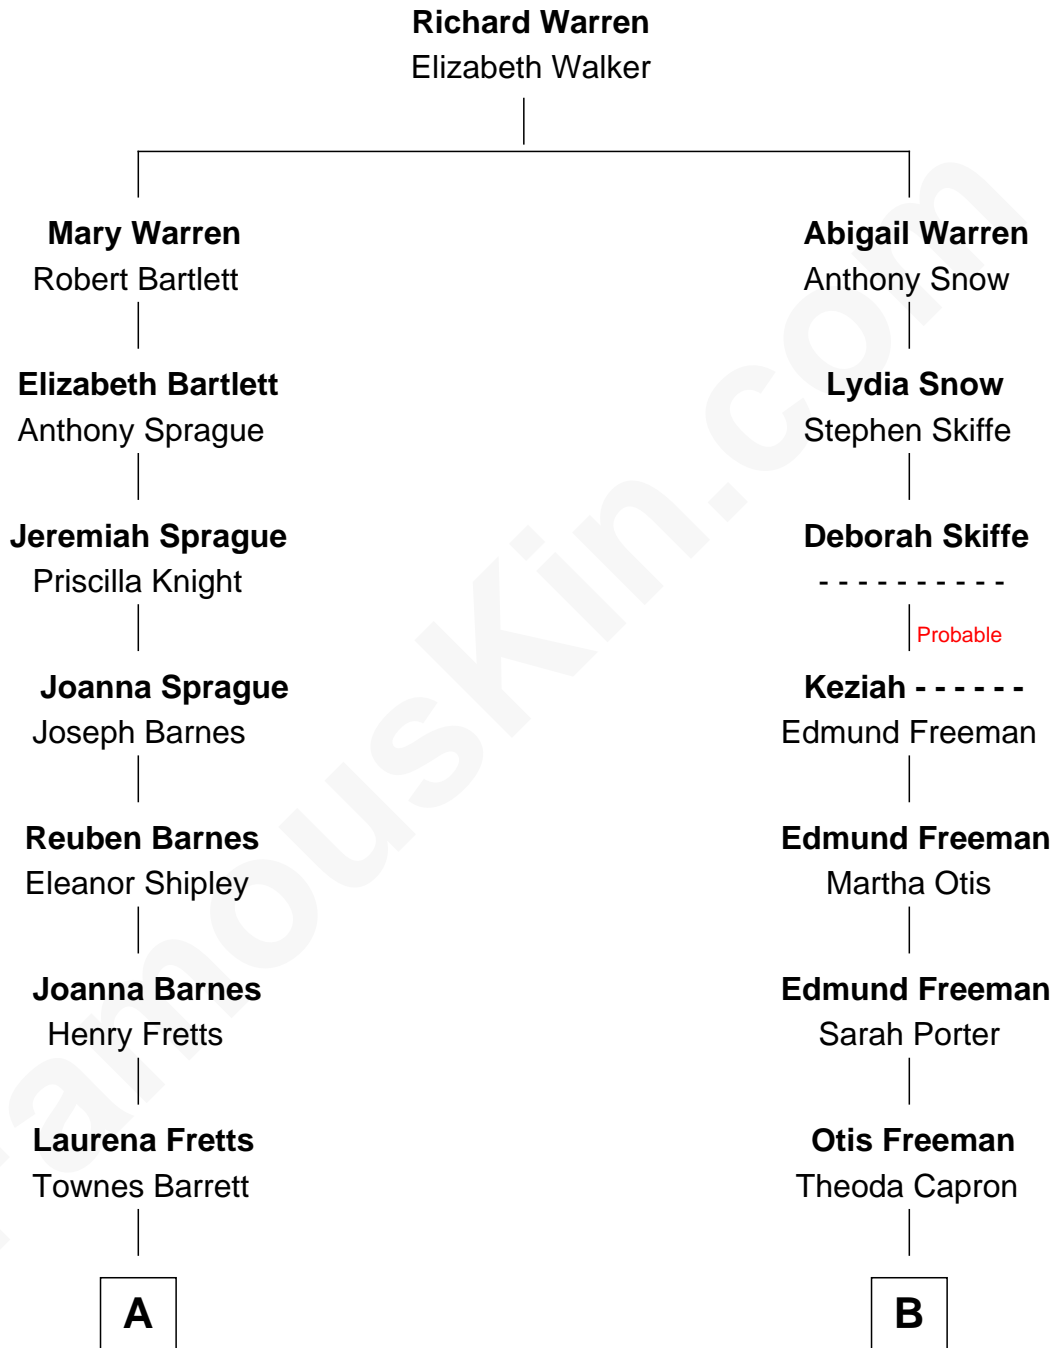 Richard Warren
Elizabeth Walker
Mary Warren
Robert Bartlett
Abigail Warren
Anthony Snow
Elizabeth Bartlett
Anthony Sprague
Lydia Snow
Stephen Skiffe
Jeremiah Sprague
Priscilla Knight
Deborah Skiffe
- - - - - - - - - -
Probable
Joanna Sprague
Joseph Barnes
Keziah - - - - - -
Edmund Freeman
Reuben Barnes
Eleanor Shipley
Edmund Freeman
Martha Otis
Joanna Barnes
Henry Fretts
Edmund Freeman
Sarah Porter
Laurena Fretts
Townes Barrett
Otis Freeman
Theoda Capron
A
B
FamousKin.com